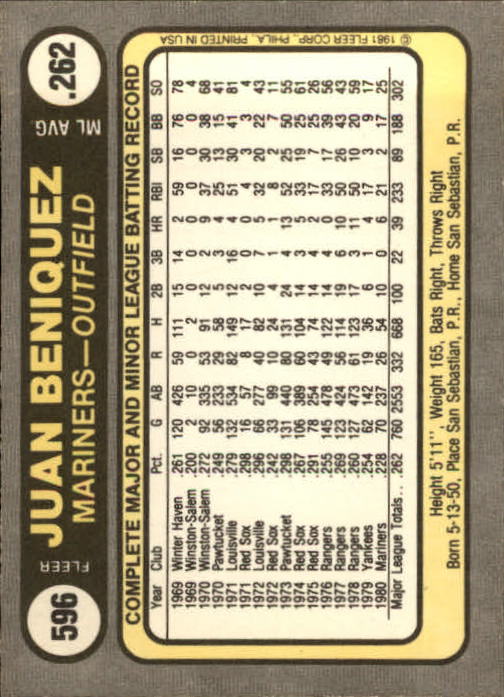 596 FLEER JUAN BENIQUEZ ML AVG. .262
MARINERS—OUTFIELD
COMPLETE MAJOR AND MINOR LEAGUE BATTING RECORD
Year Club Pct. G AB R H 2B 3B HR RBI SB BB SO
1969 Winter Haven .261 120 426 59 111 15 14 2 59 16 76 78
1969 Winston-Salem .200 2 10 0 2 0 0 0 0 0 0 4
1970 Winston-Salem .272 92 335 53 91 12 2 9 37 30 38 68
1970 Pawtucket .249 56 233 29 58 5 3 4 25 13 15 41
1971 Louisville .279 132 534 82 149 12 16 4 51 30 41 81
1971 Red Sox .298 16 57 8 17 2 0 0 4 3 3 4
1972 Louisville .296 66 277 40 82 10 7 5 32 20 22 43
1972 Red Sox .242 33 99 10 24 4 1 1 8 2 7 11
1973 Pawtucket .298 133 440 80 131 24 4 13 52 25 50 55
1974 Red Sox .267 106 389 60 104 14 3 5 33 19 25 61
1975 Red Sox .291 78 254 43 74 14 4 2 17 7 25 26
1976 Rangers .255 145 478 49 122 14 4 0 33 17 39 56
1977 Rangers .269 123 424 56 114 19 6 10 50 26 43 43
1978 Rangers .260 127 473 61 123 17 3 11 50 10 20 59
1979 Yankees .254 62 142 19 36 6 1 4 17 3 9 17
1980 Mariners .228 70 237 26 54 10 0 6 21 2 17 25
Major League Totals... .262 760 2553 332 668 100 22 39 233 89 188 302
Height 5'11", Weight 165, Bats Right, Throws Right
Born 5-13-50, Place San Sebastian, P.R., Home San Sebastian, P.R.
© 1981 FLEER CORP., PHILA., PRINTED IN USA